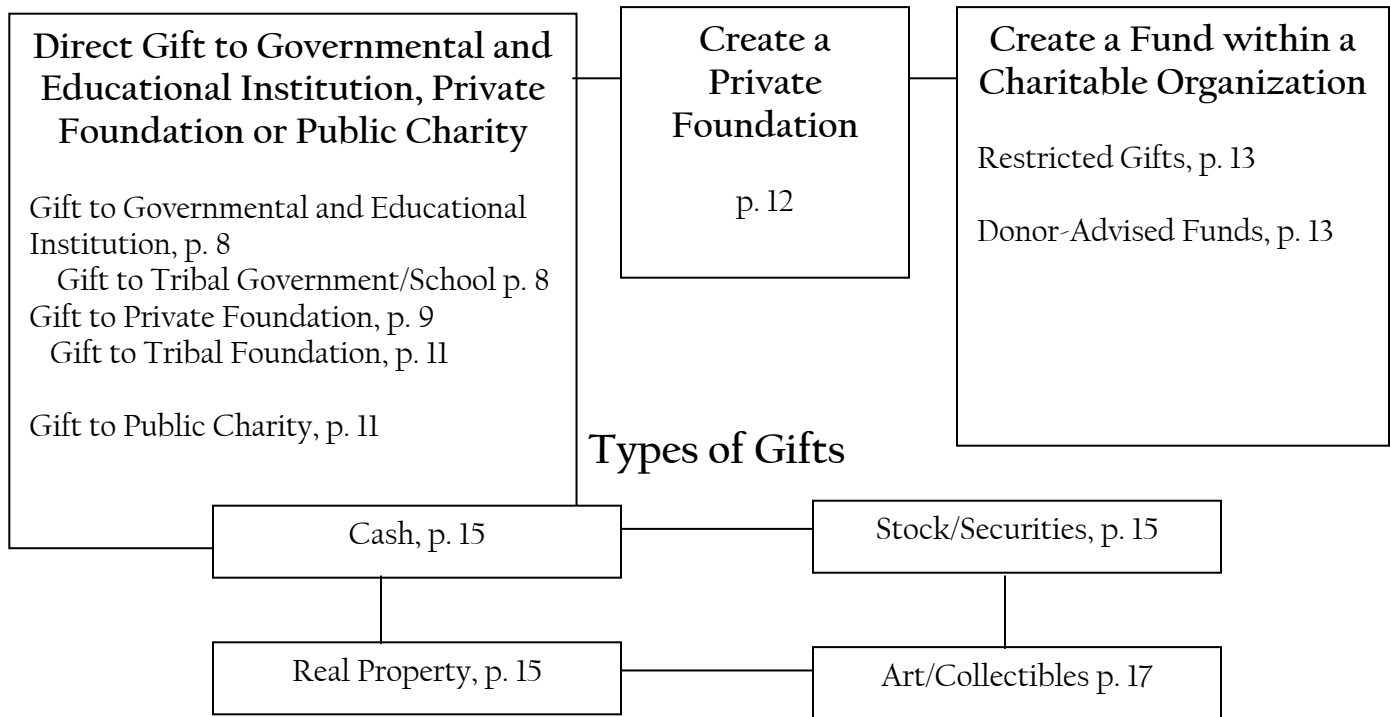 Direct Gift to Governmental and
Educational Institution, Private
Foundation or Public Charity
Gift to Governmental and Educational
Institution, p. 8
Gift to Tribal Government/School p. 8
Gift to Private Foundation, p. 9
Gift to Tribal Foundation, p. 11
Gift to Public Charity, p. 11
Create a
Private
Foundation
p. 12
Create a Fund within a
Charitable Organization
Restricted Gifts, p. 13
Donor-Advised Funds, p. 13
Types of Gifts
Cash, p. 15
Stock/Securities, p. 15
Real Property, p. 15
Art/Collectibles p. 17